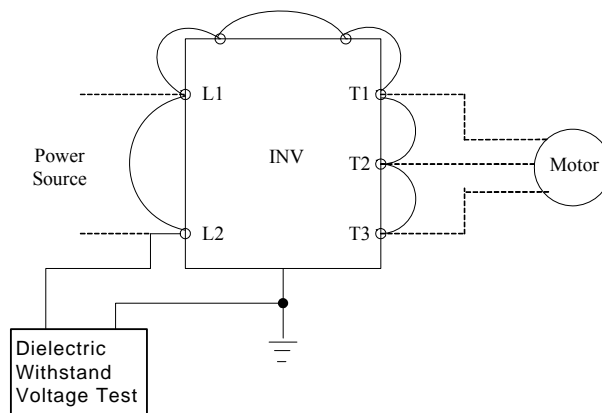 L1
T1
Power
Source
INV
T2
Motor
L2
T3
Dielectric
Withstand
Voltage Test